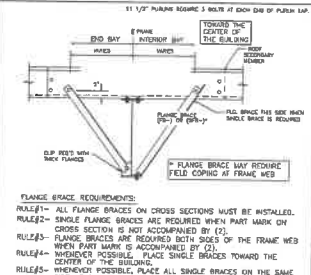 11 1/2" PURLINS REQUIRE 3 BOLTS AT EACH END OF PURLIN LAP.
TOWARD THE
CENTER OF
THE BUILDING
FRAME
END BAY
INTERIOR BAY
VARIES
VARIES
ROOF
SECONDARY
MEMBER
FLANGE BRACE
FLG. BRACE THIS SIDE WHEN
SINGLE BRACE IS REQUIRED
CLIP REQ'D WITH
THICK FLANGES
* FLANGE BRACE MAY REQUIRE
FIELD COPING AT FRAME WEB
FLANGE BRACE REQUIREMENTS:
RULE#1- ALL FLANGE BRACES ON CROSS SECTIONS MUST BE INSTALLED.
RULE#2- SINGLE FLANGE BRACES ARE REQUIRED WHEN PART MARK ON
CROSS SECTION IS NOT ACCOMPANIED BY (2).
RULE#3- FLANGE BRACES ARE REQUIRED BOTH SIDES OF THE FRAME WEB
WHEN PART MARK IS ACCOMPANIED BY (2).
RULE#4- WHENEVER POSSIBLE, PLACE SINGLE BRACES TOWARD THE
CENTER OF THE BUILDING.
RULE#5- WHENEVER POSSIBLE, PLACE ALL SINGLE BRACES ON THE SAME